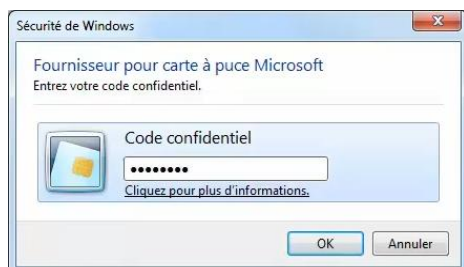 Sécurité de Windows
Fournisseur pour carte à puce Microsoft
Entrez votre code confidentiel.
Code confidentiel
••••••••
Cliquez pour plus d'informations.
OK
Annuler